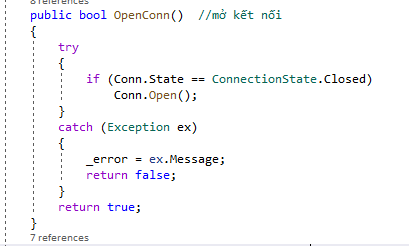 8 references
public bool OpenConn()  //mở kết nối
{
    try
    {
        if (Conn.State == ConnectionState.Closed)
            Conn.Open();
    }
    catch (Exception ex)
    {
        _error = ex.Message;
        return false;
    }
    return true;
}
7 references